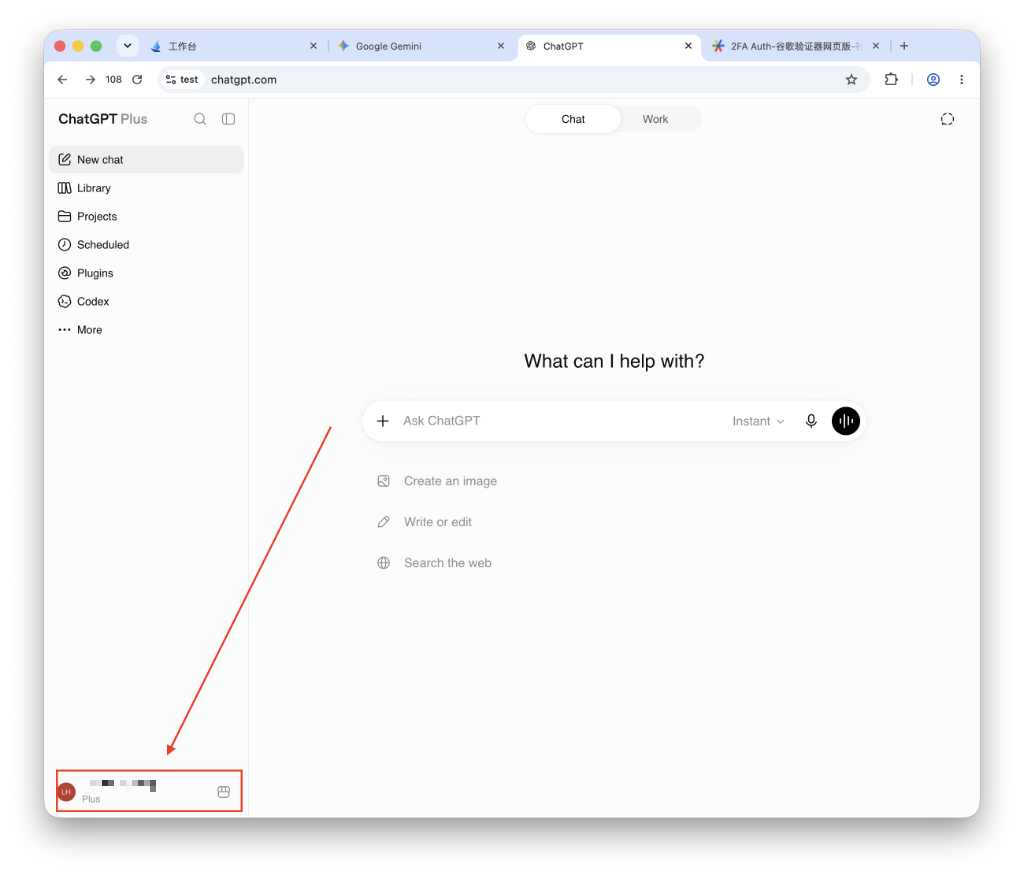 工作台
Google Gemini
ChatGPT
2FA Auth-谷歌验证器网页版-
108
test
chatgpt.com
ChatGPT Plus
Chat
Work
New chat
Library
Projects
Scheduled
Plugins
Codex
More
What can I help with?
Ask ChatGPT
Instant
Create an image
Write or edit
Search the web
LH
Plus